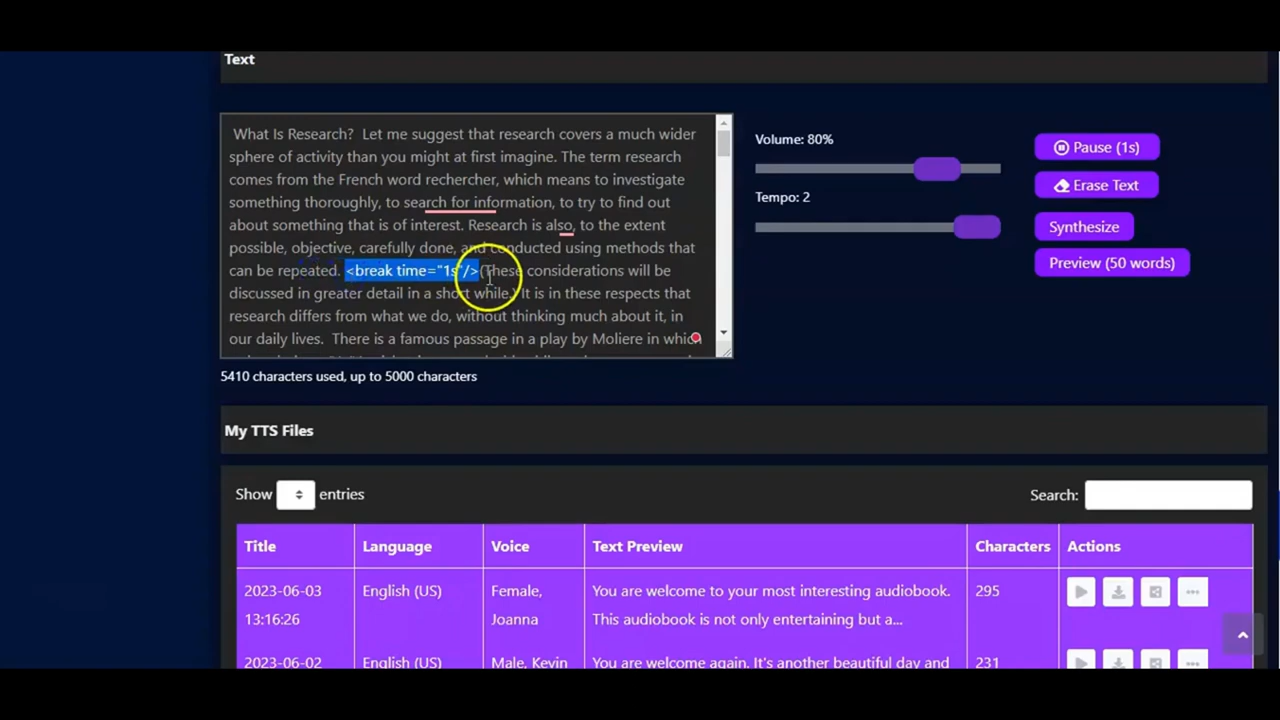 Text
What Is Research?  Let me suggest that research covers a much wider
sphere of activity than you might at first imagine. The term research
comes from the French word rechercher, which means to investigate
something thoroughly, to search for information, to try to find out
about something that is of interest. Research is also, to the extent
possible, objective, carefully done, and conducted using methods that
can be repeated. <break time="1s"/>(These considerations will be
discussed in greater detail in a short while.) It is in these respects that
research differs from what we do, without thinking much about it, in
our daily lives.  There is a famous passage in a play by Moliere in which
5410 characters used, up to 5000 characters
Volume: 80%
Tempo: 2
Pause (1s)
Erase Text
Synthesize
Preview (50 words)
My TTS Files
Show entries
Search:
Title Language Voice Text Preview Characters Actions
2023-06-03 English (US) Female, You are welcome to your most interesting audiobook. 295
13:16:26 Joanna This audiobook is not only entertaining but a...
2023-06-02 English (US) Male, Kevin You are welcome again. It's another beautiful day and 231